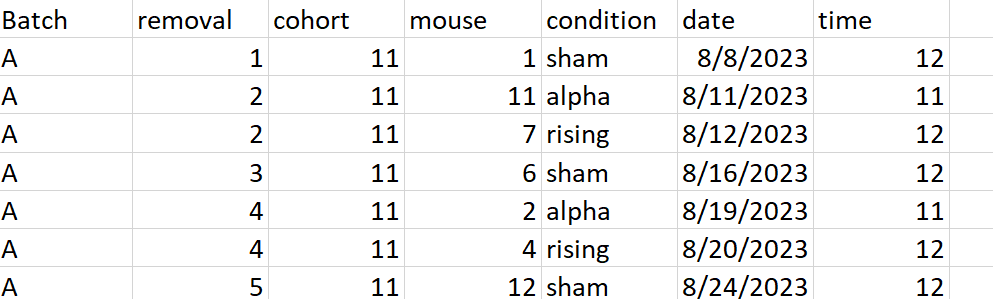 Batch removal cohort mouse condition date time
A 1 11 1 sham 8/8/2023 12
A 2 11 11 alpha 8/11/2023 11
A 2 11 7 rising 8/12/2023 12
A 3 11 6 sham 8/16/2023 12
A 4 11 2 alpha 8/19/2023 11
A 4 11 4 rising 8/20/2023 12
A 5 11 12 sham 8/24/2023 12